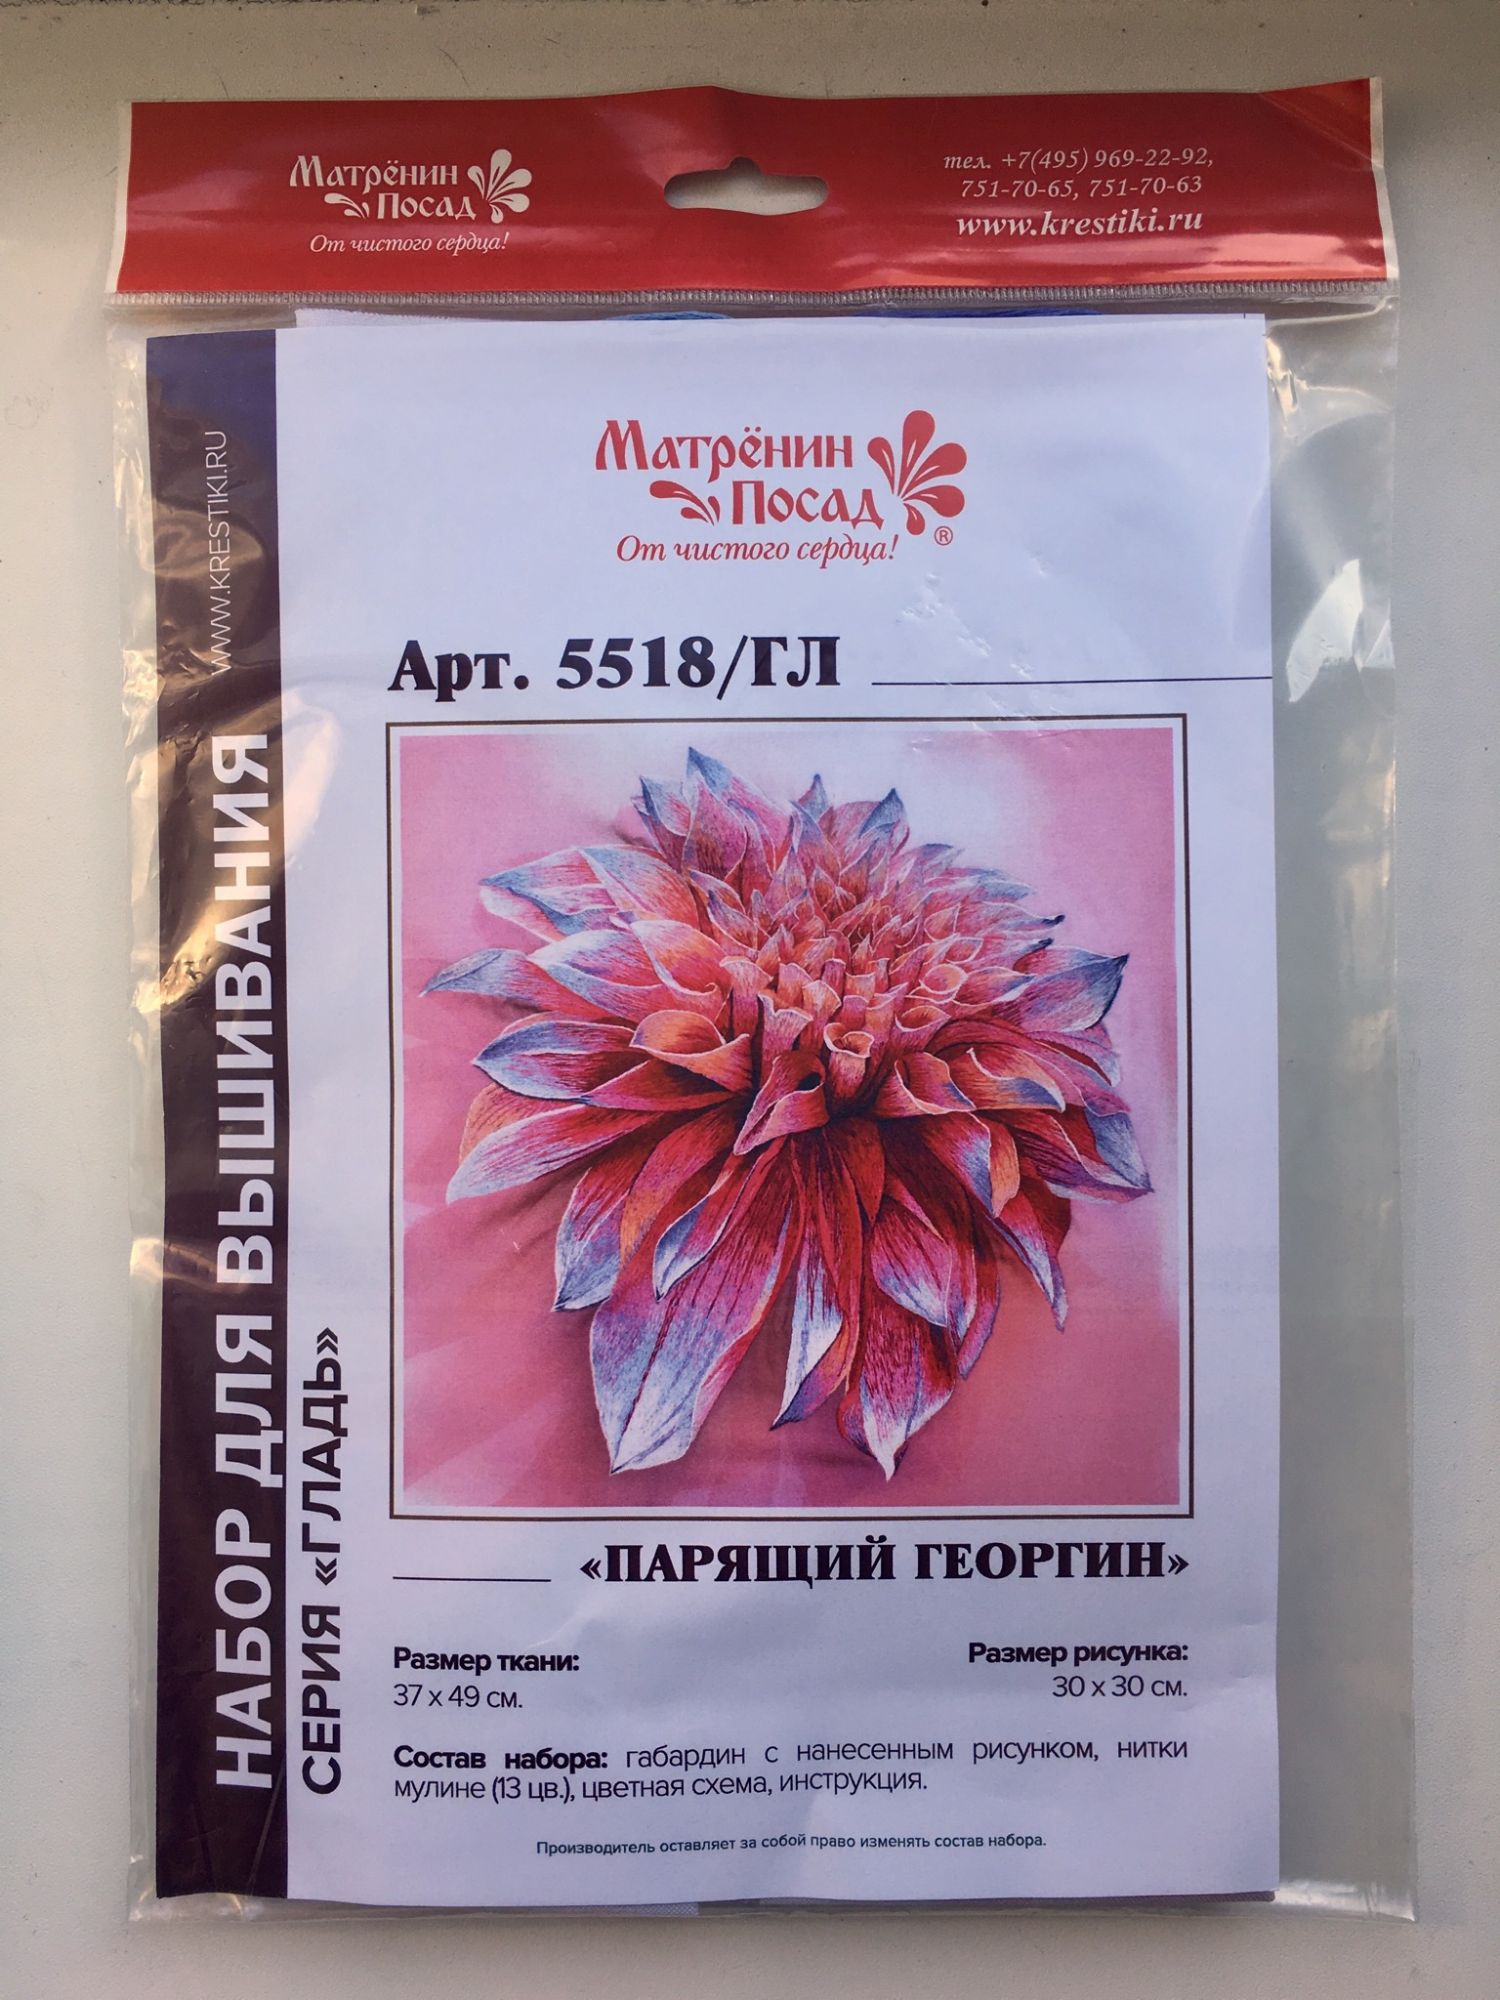 Матрёнин
Посад
От чистого сердца!
тел. +7(495) 969-22-92,
751-70-65, 751-70-63
www.krestiki.ru
WWW.KRESTIKI.RU
НАБОР ДЛЯ ВЫШИВАНИЯ
СЕРИЯ «ГЛАДЬ»
Матрёнин
Посад
®
От чистого сердца!
Арт. 5518/ГЛ
«ПАРЯЩИЙ ГЕОРГИН»
Размер ткани:
37 х 49 см.
Размер рисунка:
30 х 30 см.
Состав набора: габардин с нанесенным рисунком, нитки
мулине (13 цв.), цветная схема, инструкция.
Производитель оставляет за собой право изменять состав набора.